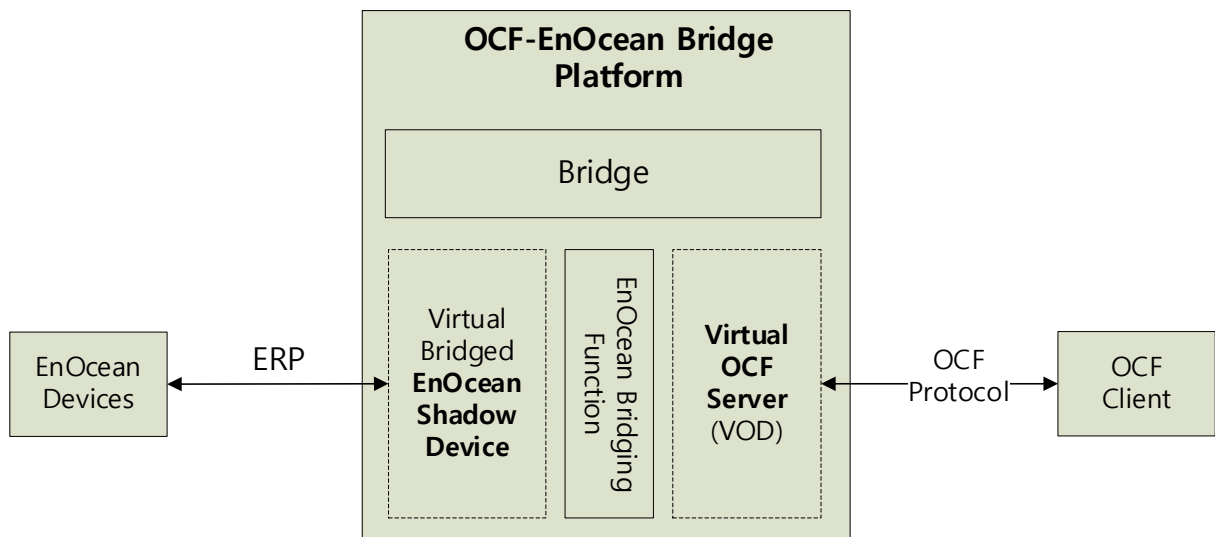 OCF-EnOcean Bridge
Platform
Bridge
EnOcean
Devices
ERP
Virtual
Bridged
EnOcean
Shadow
Device
EnOcean Bridging
Function
Virtual
OCF
Server
(VOD)
OCF
Protocol
OCF
Client